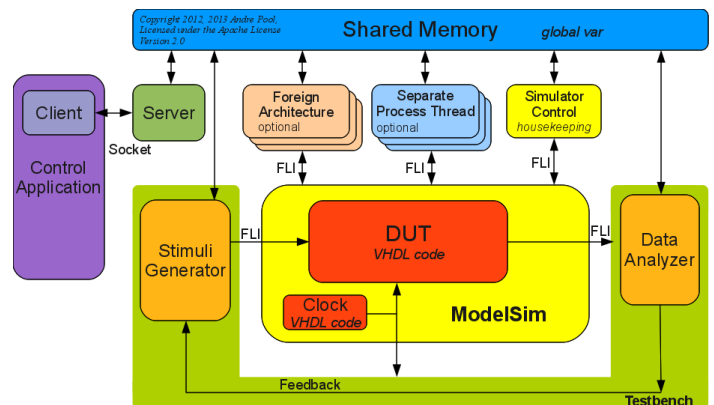 Copyright 2012, 2013 Andre Pool,
Licensed under the Apache License
Version 2.0
Shared Memory
global var
Client
Control
Application
Server
Socket
Foreign
Architecture
optional
Separate
Process Thread
optional
Simulator
Control
housekeeping
FLI
FLI
FLI
Stimuli
Generator
FLI
DUT
VHDL code
FLI
Data
Analyzer
Clock
VHDL code
ModelSim
Feedback
Testbench